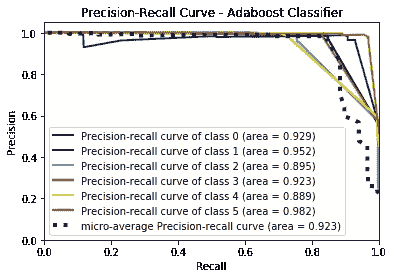 Precision-Recall Curve - Adaboost Classifier
Precision
1.0
0.8
0.6
0.4
0.2
0.0
Precision-recall curve of class 0 (area = 0.929)
Precision-recall curve of class 1 (area = 0.952)
Precision-recall curve of class 2 (area = 0.895)
Precision-recall curve of class 3 (area = 0.923)
Precision-recall curve of class 4 (area = 0.889)
Precision-recall curve of class 5 (area = 0.982)
micro-average Precision-recall curve (area = 0.923)
0.0 0.2 0.4 0.6 0.8 1.0
Recall